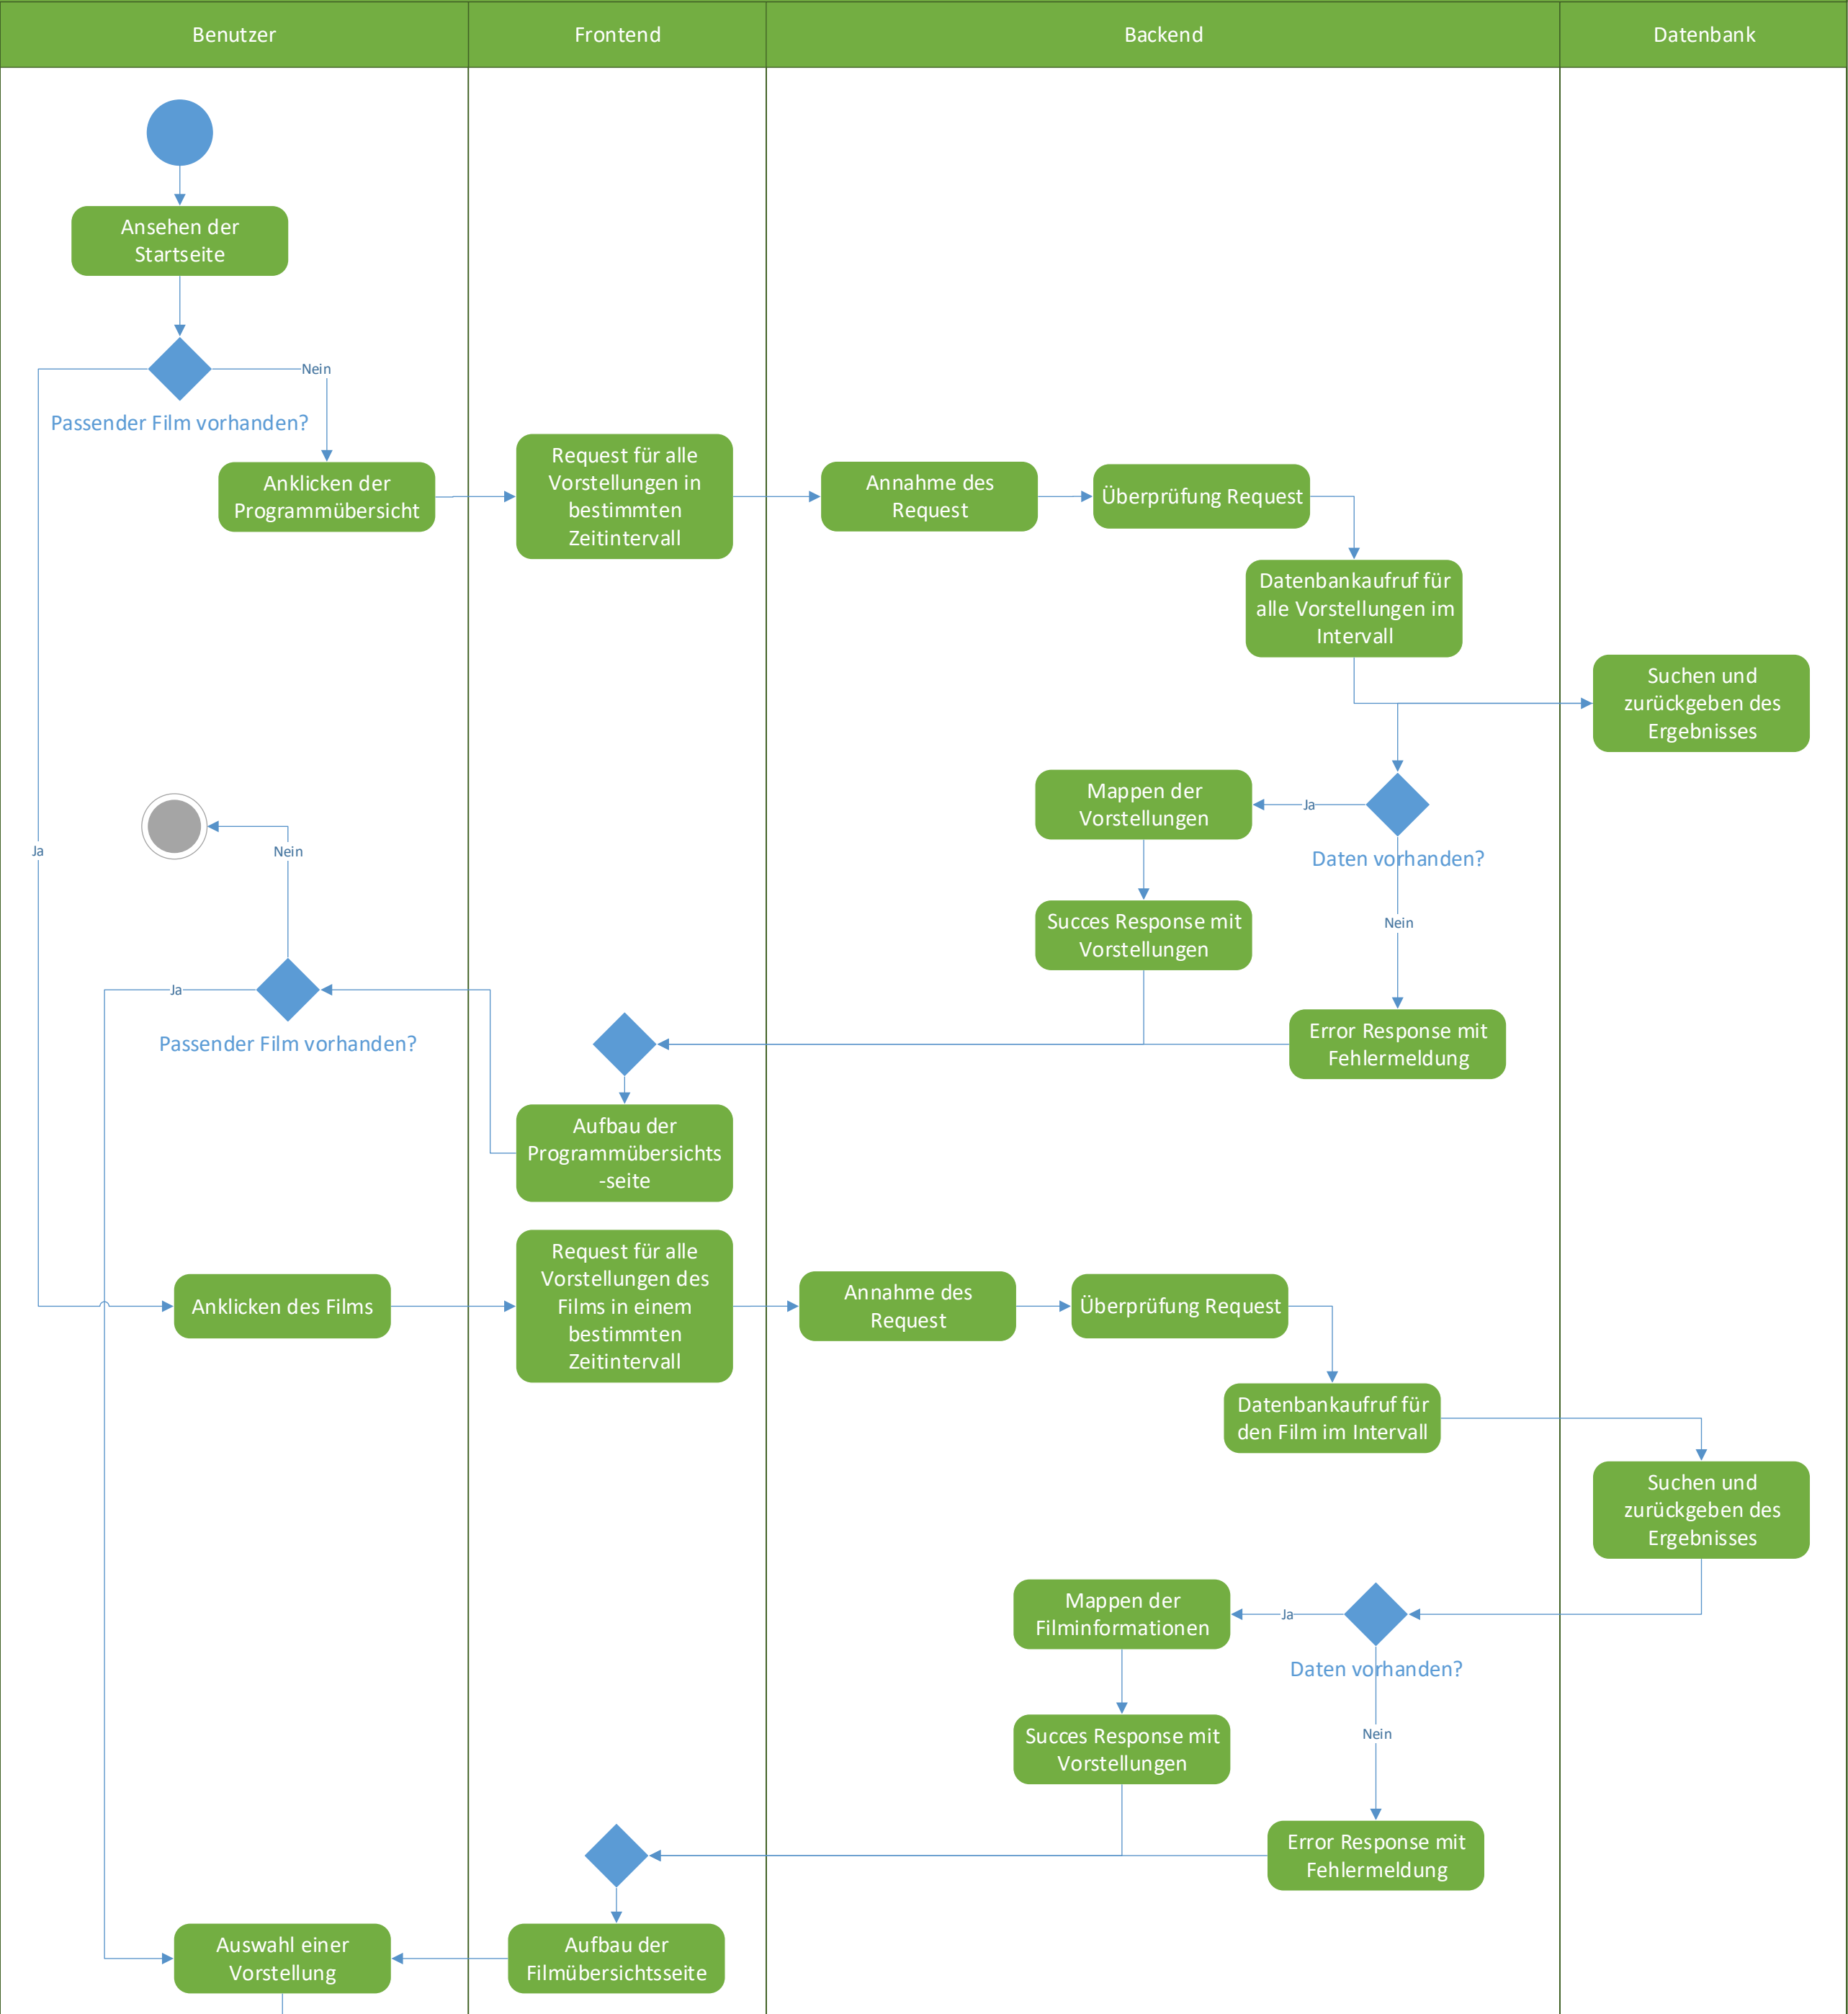 Benutzer
Frontend
Backend
Datenbank
Ansehen der
Startseite
Nein
Passender Film vorhanden?
Anklicken der
Programmübersicht
Request für alle
Vorstellungen in
bestimmten
Zeitintervall
Annahme des
Request
Überprüfung Request
Datenbankaufruf für
alle Vorstellungen im
Intervall
Suchen und
zurückgeben des
Ergebnisses
Mappen der
Vorstellungen
Ja
Daten vorhanden?
Ja
Nein
Succes Response mit
Vorstellungen
Nein
Ja
Passender Film vorhanden?
Error Response mit
Fehlermeldung
Aufbau der
Programmübersichts
-seite
Anklicken des Films
Request für alle
Vorstellungen des
Films in einem
bestimmten
Zeitintervall
Annahme des
Request
Überprüfung Request
Datenbankaufruf für
den Film im Intervall
Suchen und
zurückgeben des
Ergebnisses
Mappen der
Filminformationen
Ja
Daten vorhanden?
Succes Response mit
Vorstellungen
Nein
Error Response mit
Fehlermeldung
Auswahl einer
Vorstellung
Aufbau der
Filmübersichtsseite